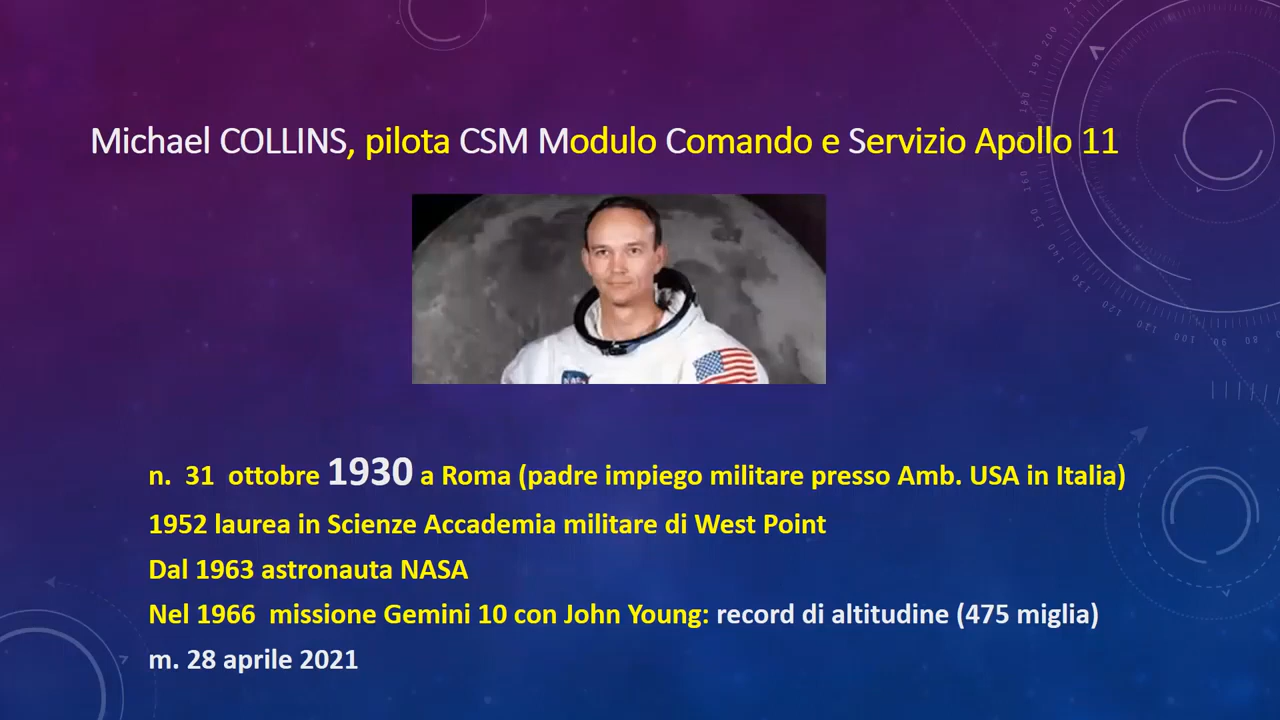 Michael COLLINS, pilota CSM Modulo Comando e Servizio Apollo 11
n. 31 ottobre 1930 a Roma (padre impiego militare presso Amb. USA in Italia)
1952 laurea in Scienze Accademia militare di West Point
Dal 1963 astronauta NASA
Nel 1966 missione Gemini 10 con John Young: record di altitudine (475 miglia)
m. 28 aprile 2021